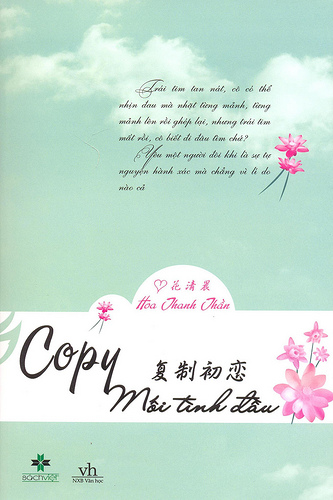 Trái tim tan nát, cô có thể
nhịn đau mà nhặt từng mảnh, từng
mảnh lên rồi ghép lại, nhưng trái tim
mất rồi, cô biết đi đâu tìm chứ?
Yêu một người đôi khi là sự tự
nguyện hành xác mà chẳng vì lí do
nào cả
花清晨
Hoa Thanh Thần
Copy
复制初恋
Mối tình đầu
sáchviệt
vh
NXB Văn học